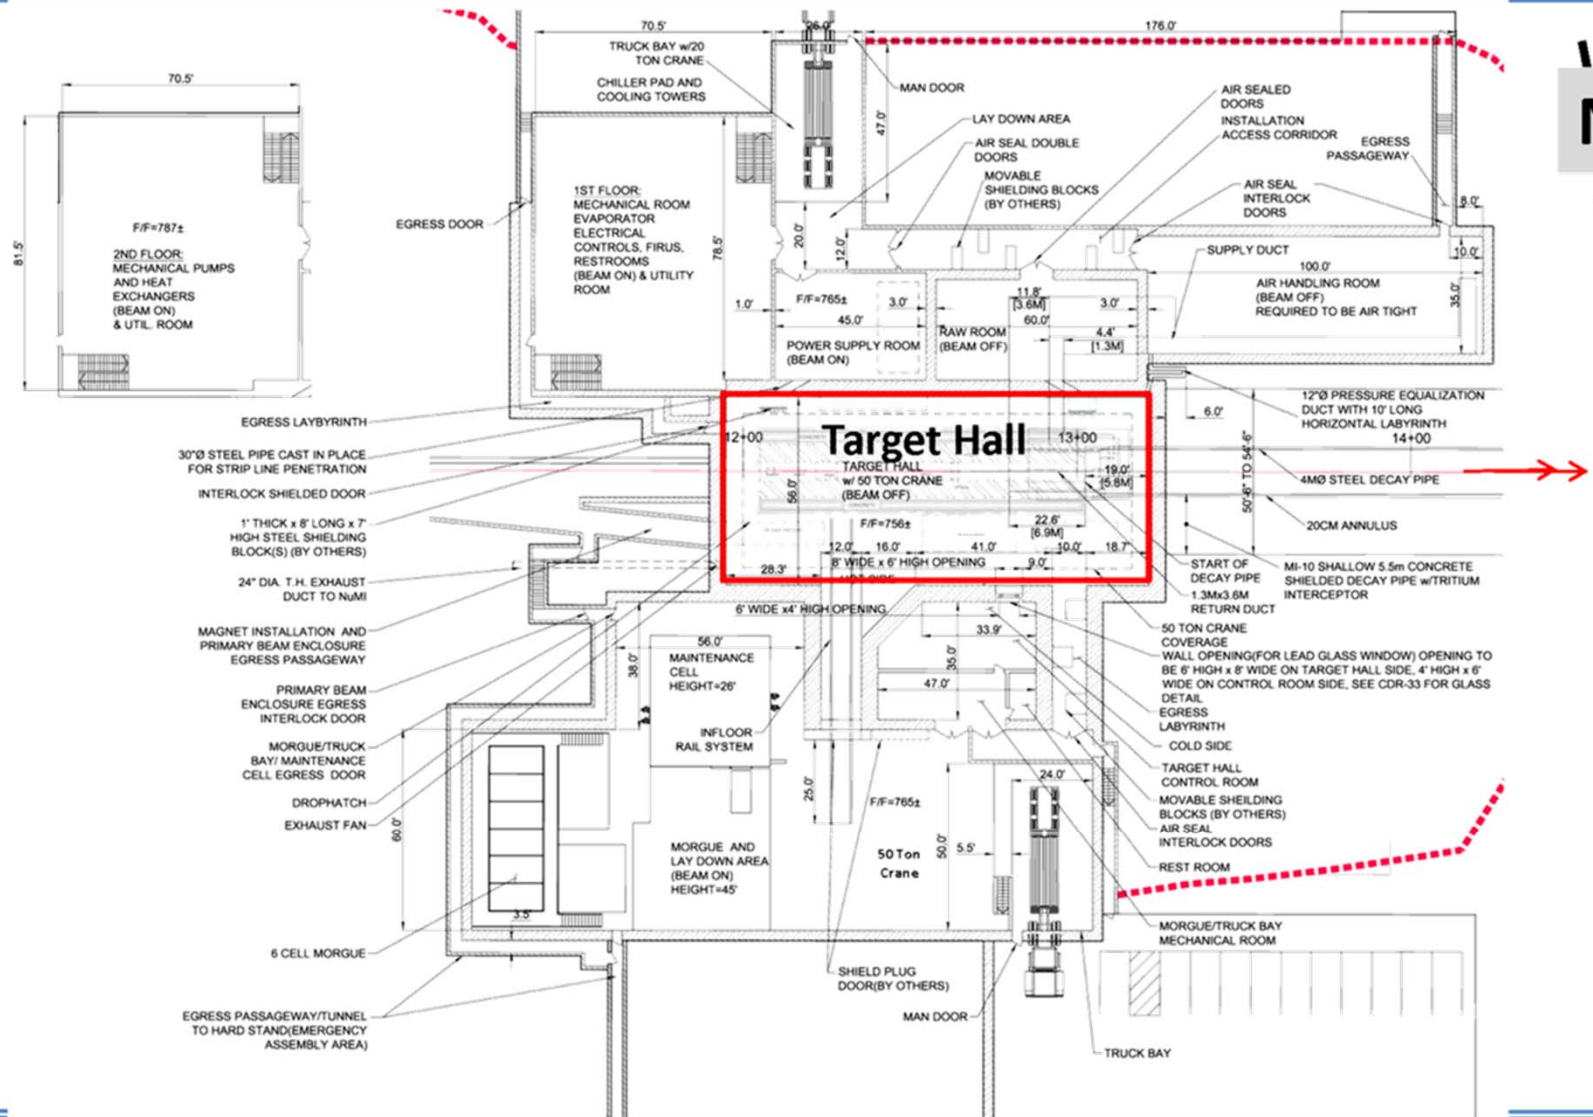 70.5'
26.0'
176.0'
TRUCK BAY w/20
TON CRANE
CHILLER PAD AND
COOLING TOWERS
70.5'
MAN DOOR
LAY DOWN AREA
AIR SEAL DOUBLE
DOORS
MOVABLE
SHIELDING BLOCKS
(BY OTHERS)
AIR SEALED
DOORS
INSTALLATION
ACCESS CORRIDOR
EGRESS
PASSAGEWAY
AIR SEAL
INTERLOCK
DOORS
47.0'
8.0'
81.5'
F/F=787±
2ND FLOOR:
MECHANICAL PUMPS
AND HEAT
EXCHANGERS
(BEAM ON)
& UTIL. ROOM
EGRESS DOOR
1ST FLOOR:
MECHANICAL ROOM
EVAPORATOR
ELECTRICAL
CONTROLS, FIRUS,
RESTROOMS
(BEAM ON) & UTILITY
ROOM
78.5'
20.0'
12.0'
SUPPLY DUCT
10.0'
100.0'
AIR HANDLING ROOM
(BEAM OFF)
REQUIRED TO BE AIR TIGHT
35.0'
1.0'
F/F=765±
3.0'
45.0'
POWER SUPPLY ROOM
(BEAM ON)
11.8'
[3.6M]
3.0'
60.0'
RAW ROOM
(BEAM OFF)
4.4'
[1.3M]
6.0'
12"Ø PRESSURE EQUALIZATION
DUCT WITH 10' LONG
HORIZONTAL LABYRINTH
EGRESS LAYBYRINTH
30"Ø STEEL PIPE CAST IN PLACE
FOR STRIP LINE PENETRATION
INTERLOCK SHIELDED DOOR
1' THICK x 8' LONG x 7'
HIGH STEEL SHIELDING
BLOCK(S) (BY OTHERS)
24" DIA. T.H. EXHAUST
DUCT TO NuMI
MAGNET INSTALLATION AND
PRIMARY BEAM ENCLOSURE
EGRESS PASSAGEWAY
PRIMARY BEAM
ENCLOSURE EGRESS
INTERLOCK DOOR
MORGUE/TRUCK
BAY/ MAINTENANCE
CELL EGRESS DOOR
DROPHATCH
EXHAUST FAN
12+00
Target Hall
13+00
14+00
TARGET HALL
w/ 50 TON CRANE
(BEAM OFF)
56.0'
19.0'
[5.8M]
F/F=756±
22.6'
[6.9M]
12.0'
16.0'
41.0'
10.0'
18.7'
8' WIDE x 6' HIGH OPENING
9.0'
28.3'
50'-6" TO 54'-6"
4MØ STEEL DECAY PIPE
20CM ANNULUS
START OF
DECAY PIPE
1.3Mx3.6M
RETURN DUCT
MI-10 SHALLOW 5.5m CONCRETE
SHIELDED DECAY PIPE w/TRITIUM
INTERCEPTOR
6' WIDE x4' HIGH OPENING
50 TON CRANE
COVERAGE
WALL OPENING(FOR LEAD GLASS WINDOW) OPENING TO
BE 6' HIGH x 8' WIDE ON TARGET HALL SIDE, 4' HIGH x 6'
WIDE ON CONTROL ROOM SIDE, SEE CDR-33 FOR GLASS
DETAIL
EGRESS
LABYRINTH
COLD SIDE
TARGET HALL
CONTROL ROOM
MOVABLE SHEILDING
BLOCKS (BY OTHERS)
AIR SEAL
INTERLOCK DOORS
REST ROOM
MORGUE/TRUCK BAY
MECHANICAL ROOM
38.0'
56.0'
MAINTENANCE
CELL
HEIGHT=26'
INFLOOR
RAIL SYSTEM
33.9'
35.0'
47.0'
25.0'
F/F=765±
24.0'
60.0'
MORGUE AND
LAY DOWN AREA
(BEAM ON)
HEIGHT=45'
50 Ton
Crane
50.0'
5.5'
3.5'
6 CELL MORGUE
EGRESS PASSAGEWAY/TUNNEL
TO HARD STAND(EMERGENCY
ASSEMBLY AREA)
SHIELD PLUG
DOOR(BY OTHERS)
MAN DOOR
TRUCK BAY